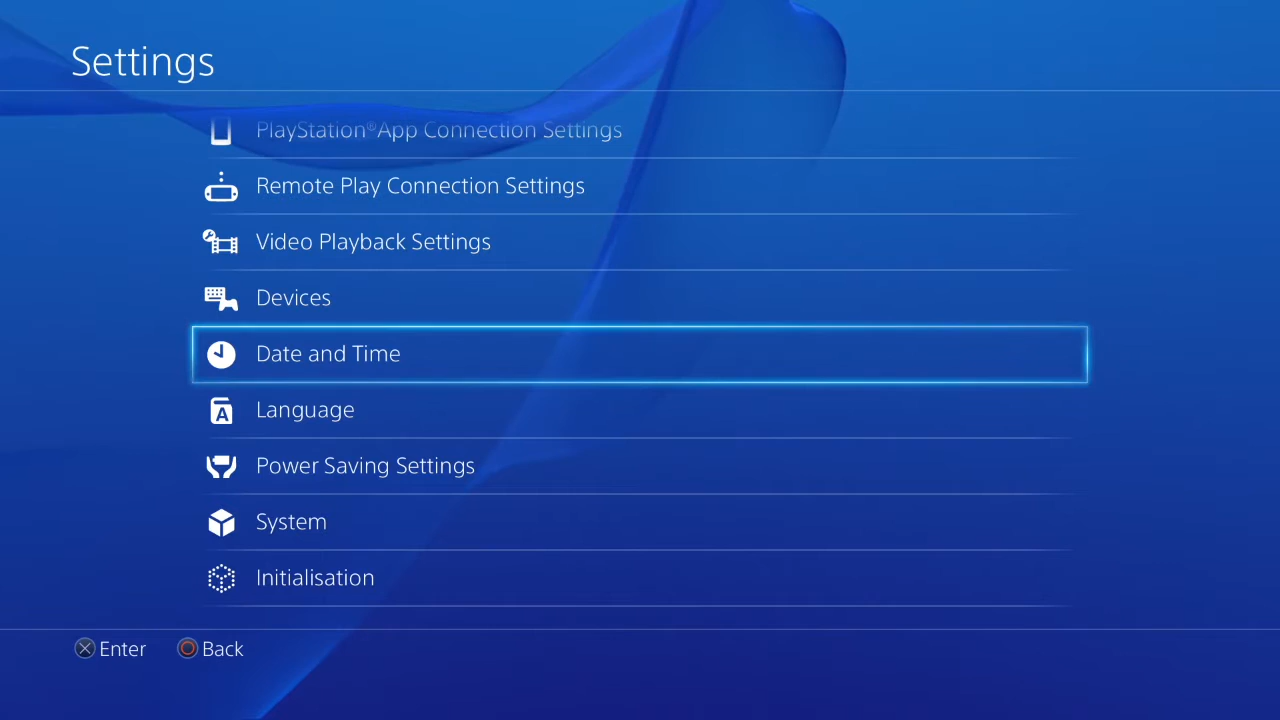 Settings
PlayStation®App Connection Settings
Remote Play Connection Settings
Video Playback Settings
Devices
Date and Time
Language
Power Saving Settings
System
Initialisation
Enter Back